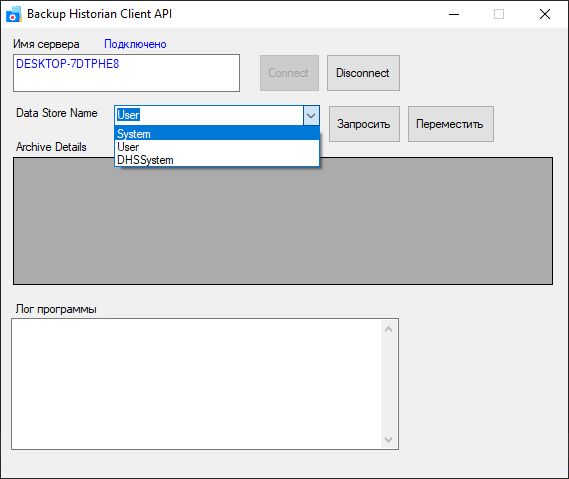 Backup Historian Client API
Имя сервера Подключено
DESKTOP-7DTPHE8
Connect Disconnect
Data Store Name User Запросить Переместить
System
User
DHSSystem
Archive Details
Лог программы